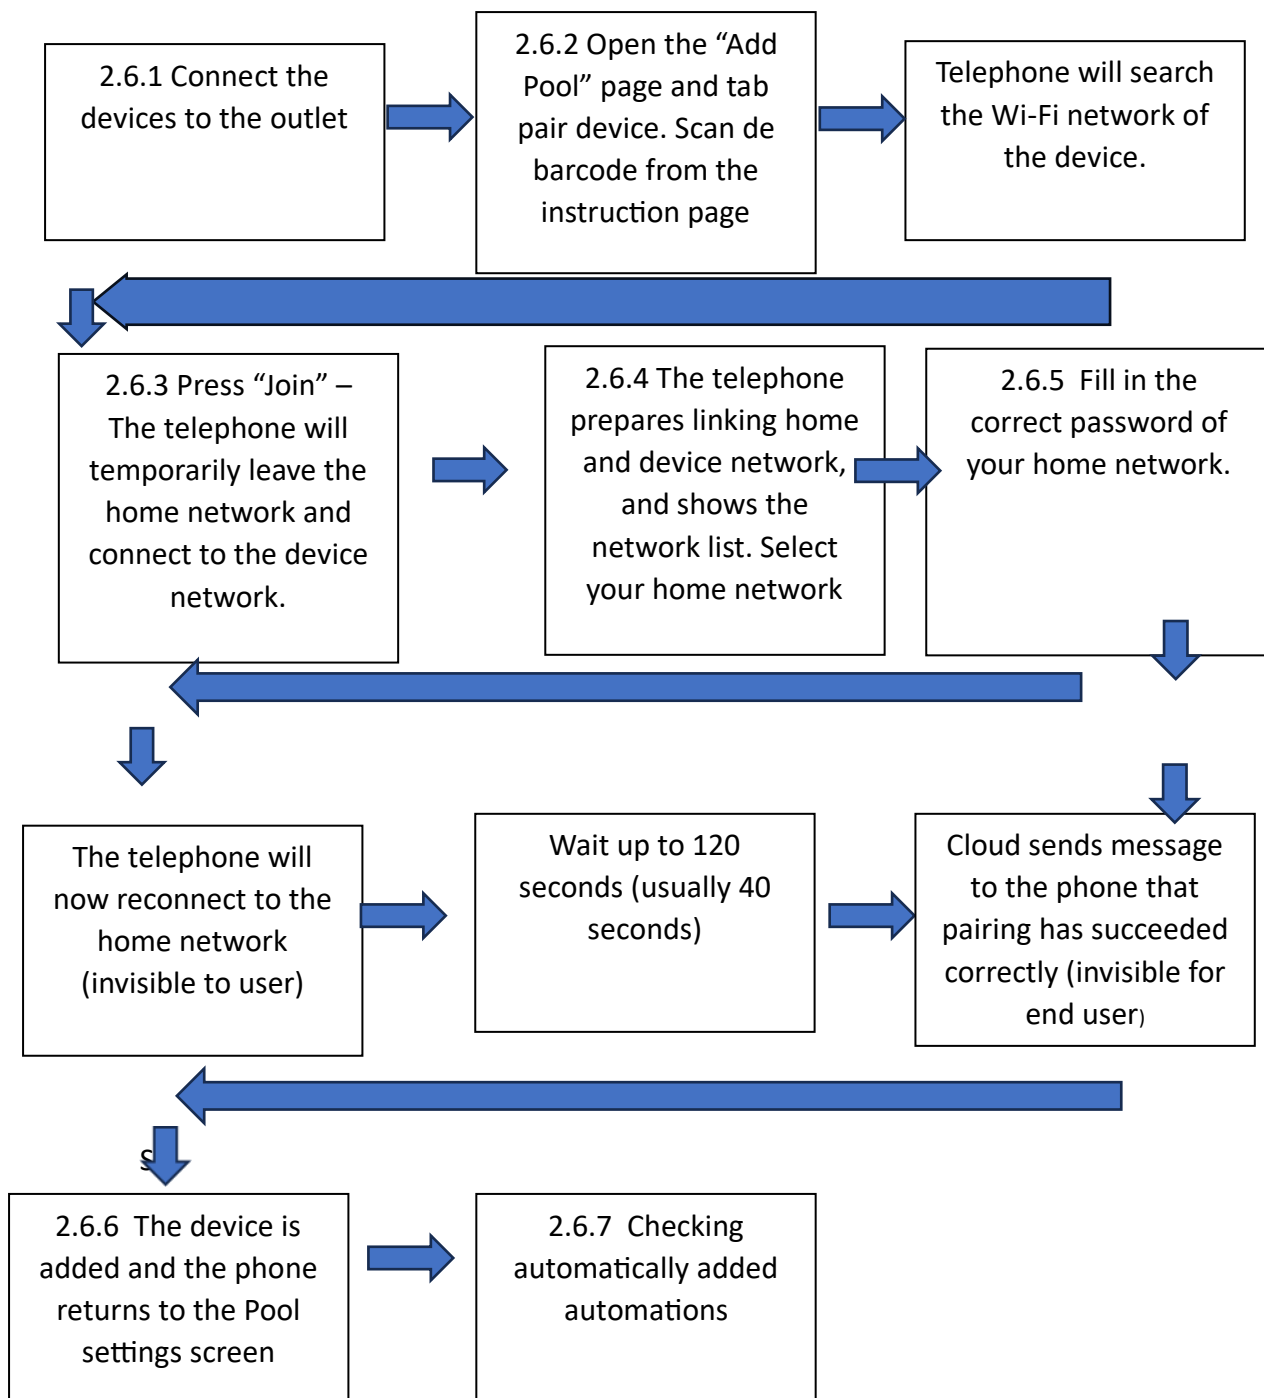 2.6.1 Connect the
devices to the outlet
2.6.2 Open the “Add
Pool” page and tab
pair device. Scan de
barcode from the
instruction page
Telephone will search
the Wi-Fi network of
the device.
2.6.3 Press “Join” –
The telephone will
temporarily leave the
home network and
connect to the device
network.
2.6.4 The telephone
prepares linking home
and device network,
and shows the
network list. Select
your home network
2.6.5 Fill in the
correct password of
your home network.
The telephone will
now reconnect to the
home network
(invisible to user)
Wait up to 120
seconds (usually 40
seconds)
Cloud sends message
to the phone that
pairing has succeeded
correctly (invisible for
end user)
2.6.6 The device is
added and the phone
returns to the Pool
settings screen
2.6.7 Checking
automatically added
automations